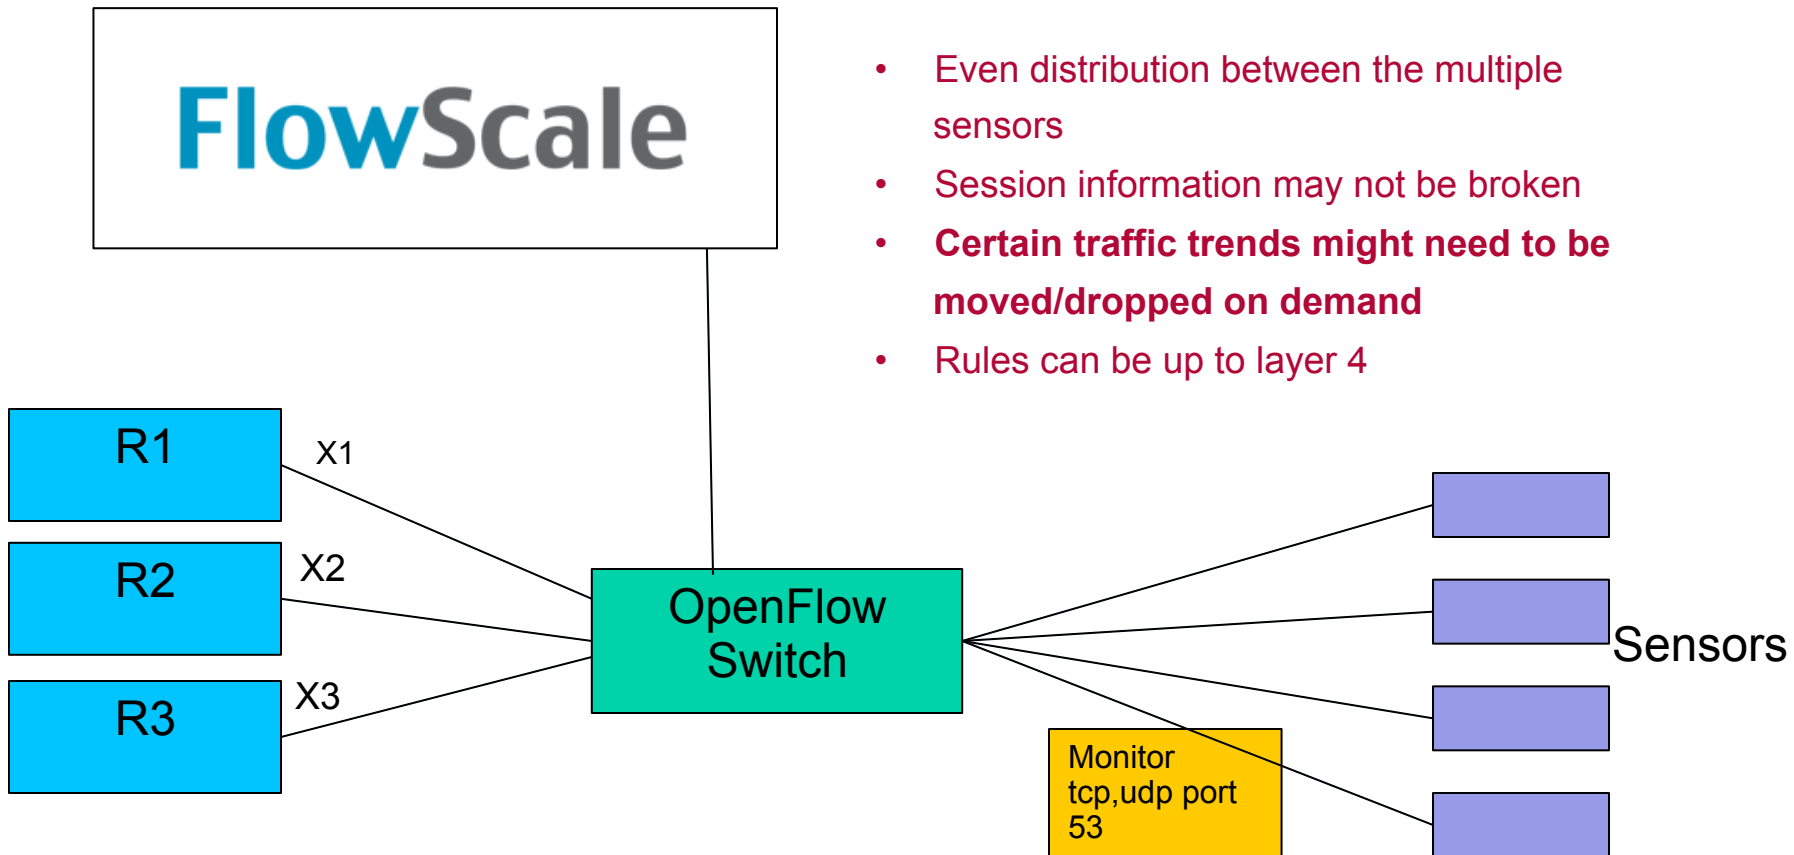 FlowScale
• Even distribution between the multiple
sensors
• Session information may not be broken
• Certain traffic trends might need to be
moved/dropped on demand
• Rules can be up to layer 4
R1
X1
R2
X2
R3
X3
OpenFlow
Switch
Sensors
Monitor
tcp,udp port
53